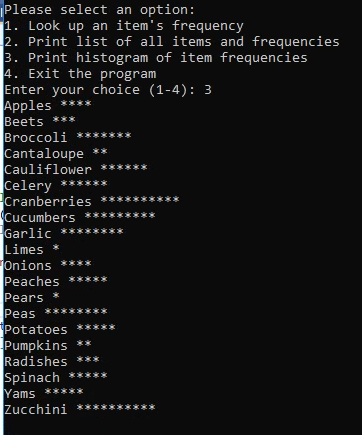 Please select an option:
1. Look up an item's frequency
2. Print list of all items and frequencies
3. Print histogram of item frequencies
4. Exit the program
Enter your choice (1-4): 3
Apples ****
Beets ***
Broccoli *******
Cantaloupe **
Cauliflower ******
Celery ******
Cranberries **********
Cucumbers *********
Garlic ********
Limes *
Onions ****
Peaches *****
Pears *
Peas ********
Potatoes *****
Pumpkins **
Radishes ***
Spinach *****
Yams *****
Zucchini **********